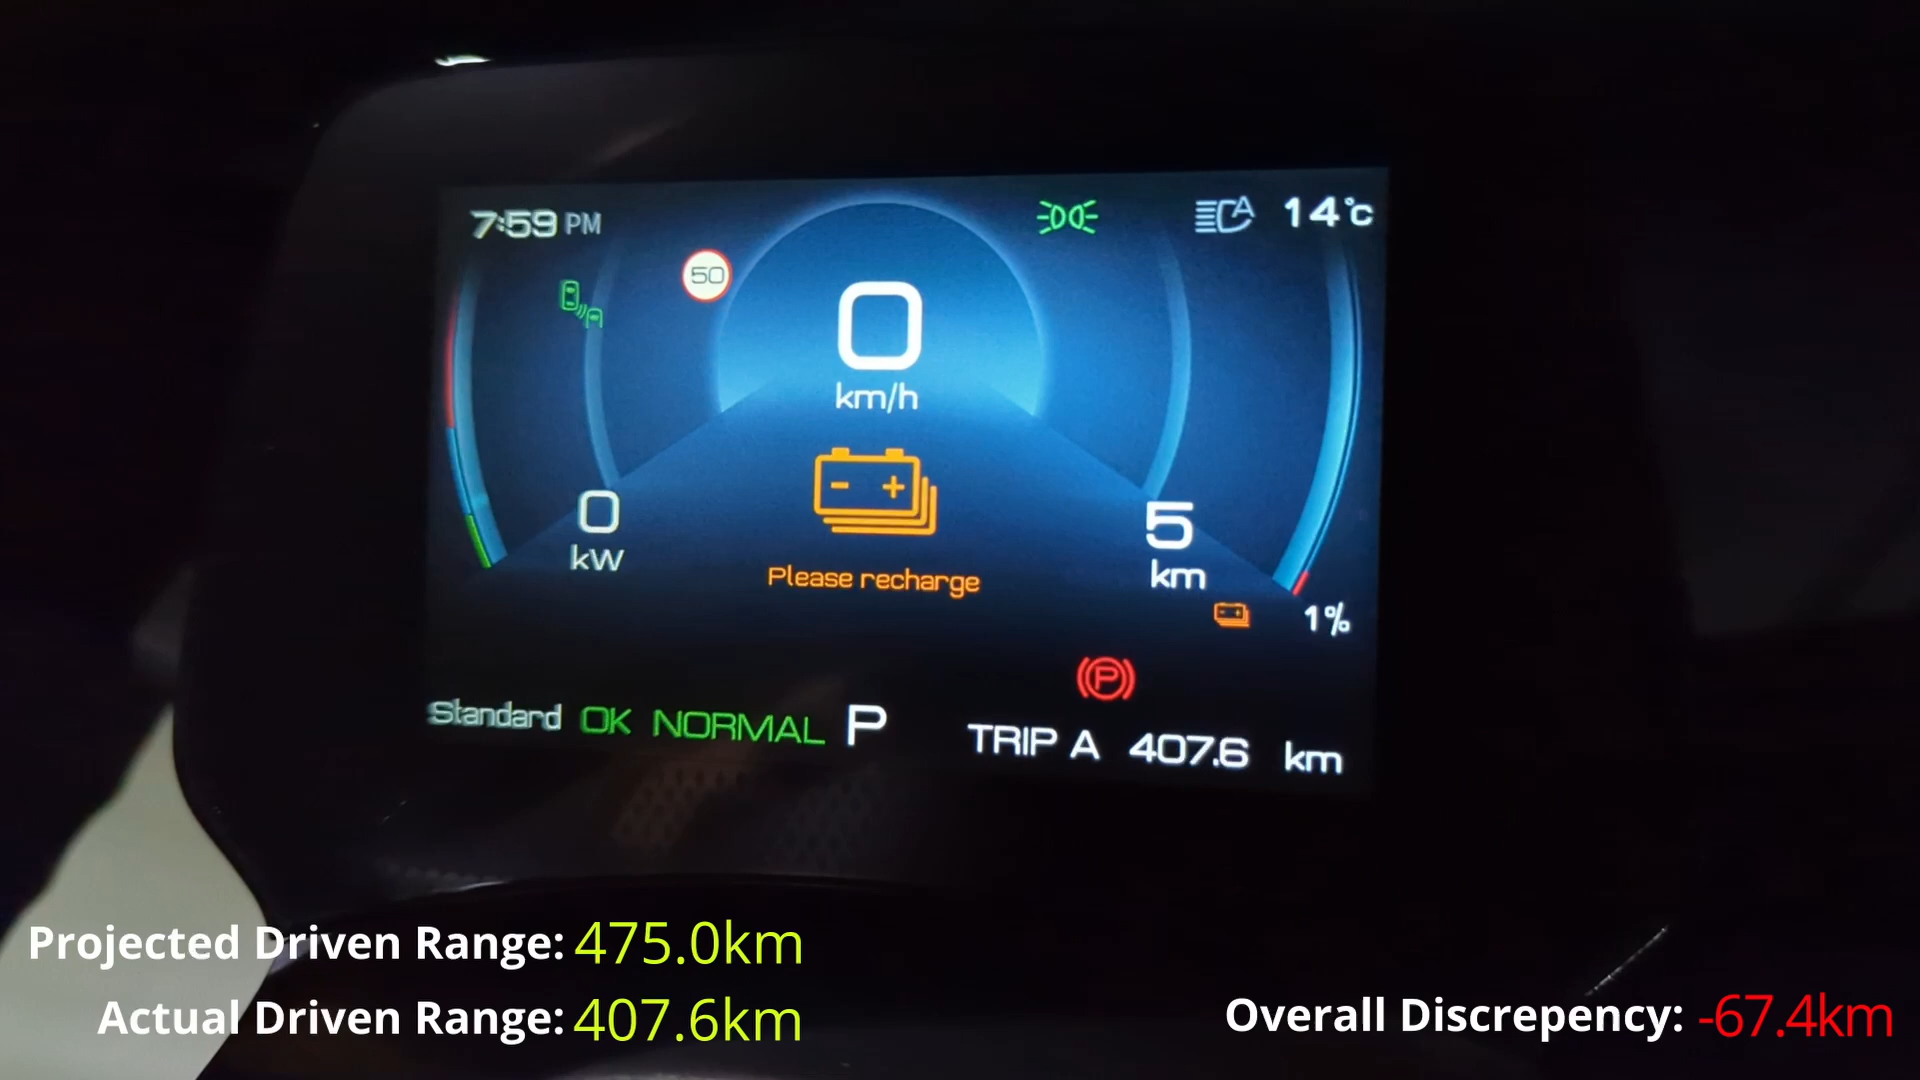 7:59 PM
A 14°C
50
0
km/h
0
kW
5
km
Please recharge
1%
P
Standard OK NORMAL P
TRIP A 407.6 km
Projected Driven Range: 475.0km
Actual Driven Range: 407.6km
Overall Discrepency: -67.4km